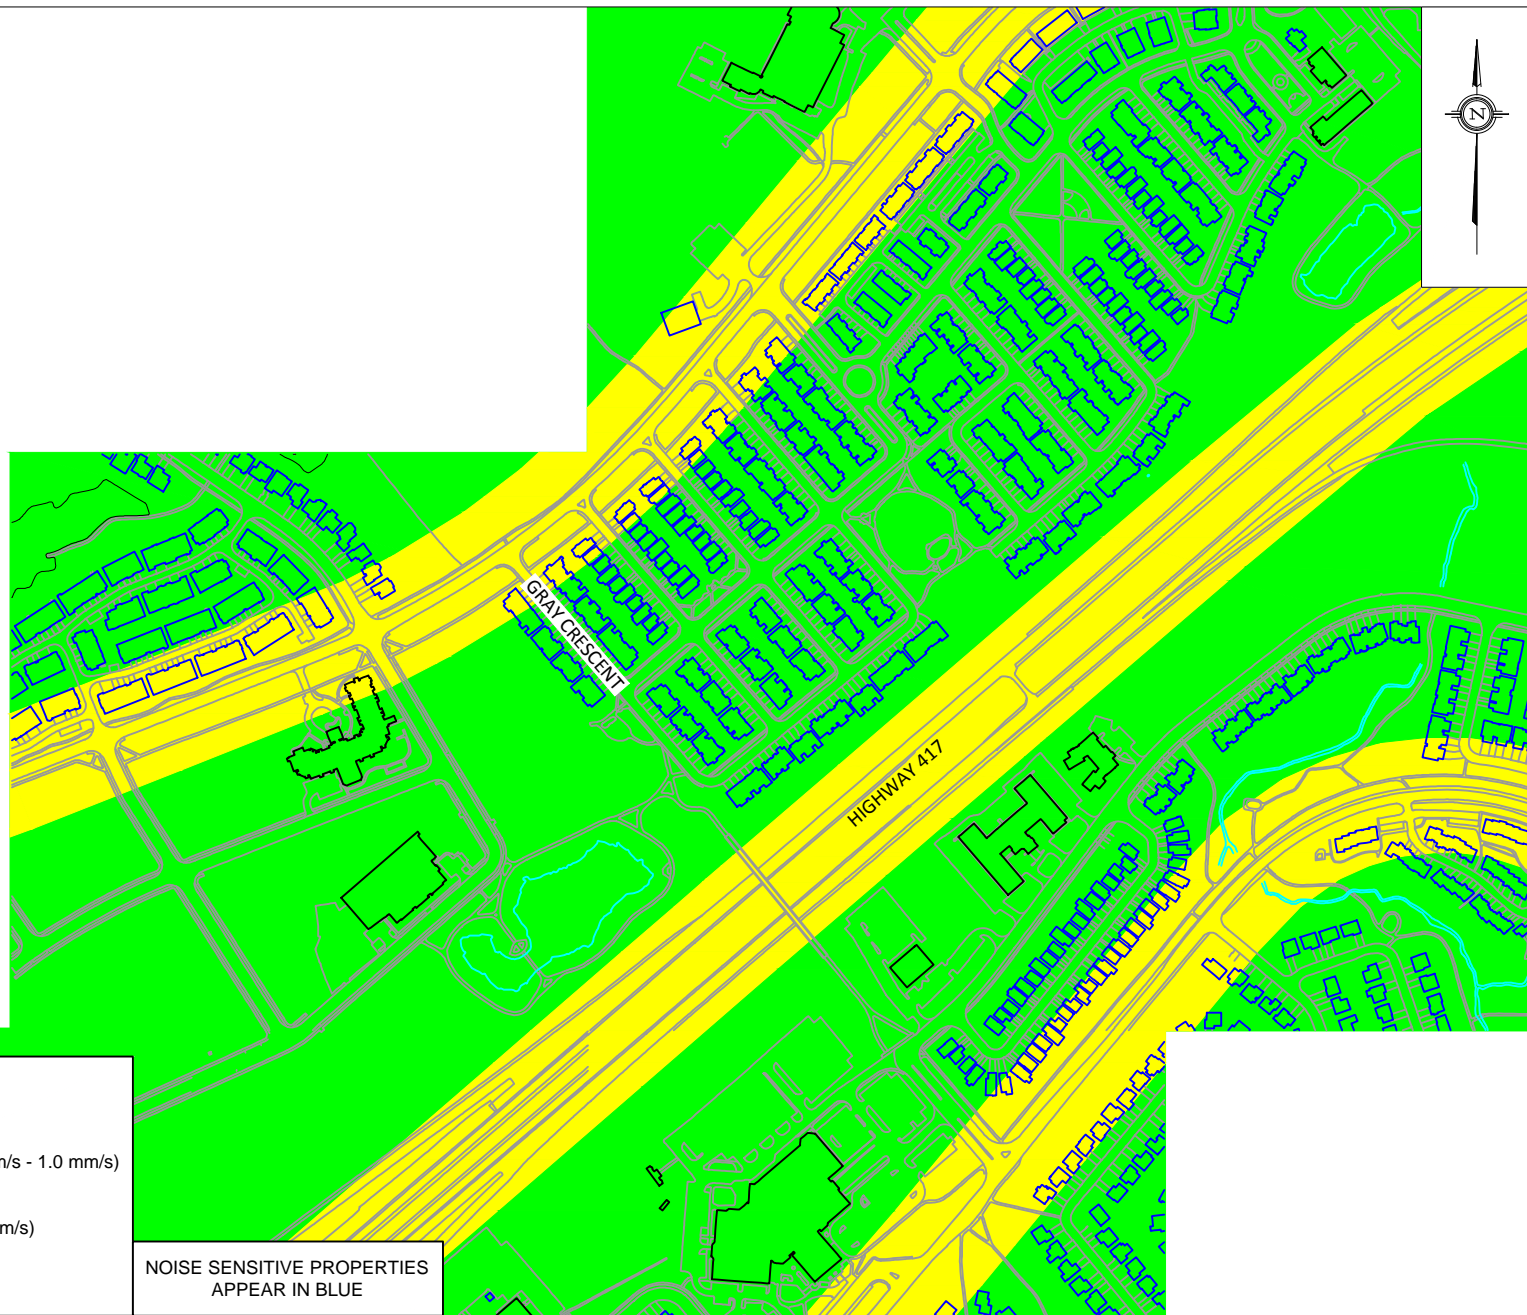 N
GRAY CRESCENT
HIGHWAY 417
m/s - 1.0 mm/s)
m/s)
NOISE SENSITIVE PROPERTIES
APPEAR IN BLUE